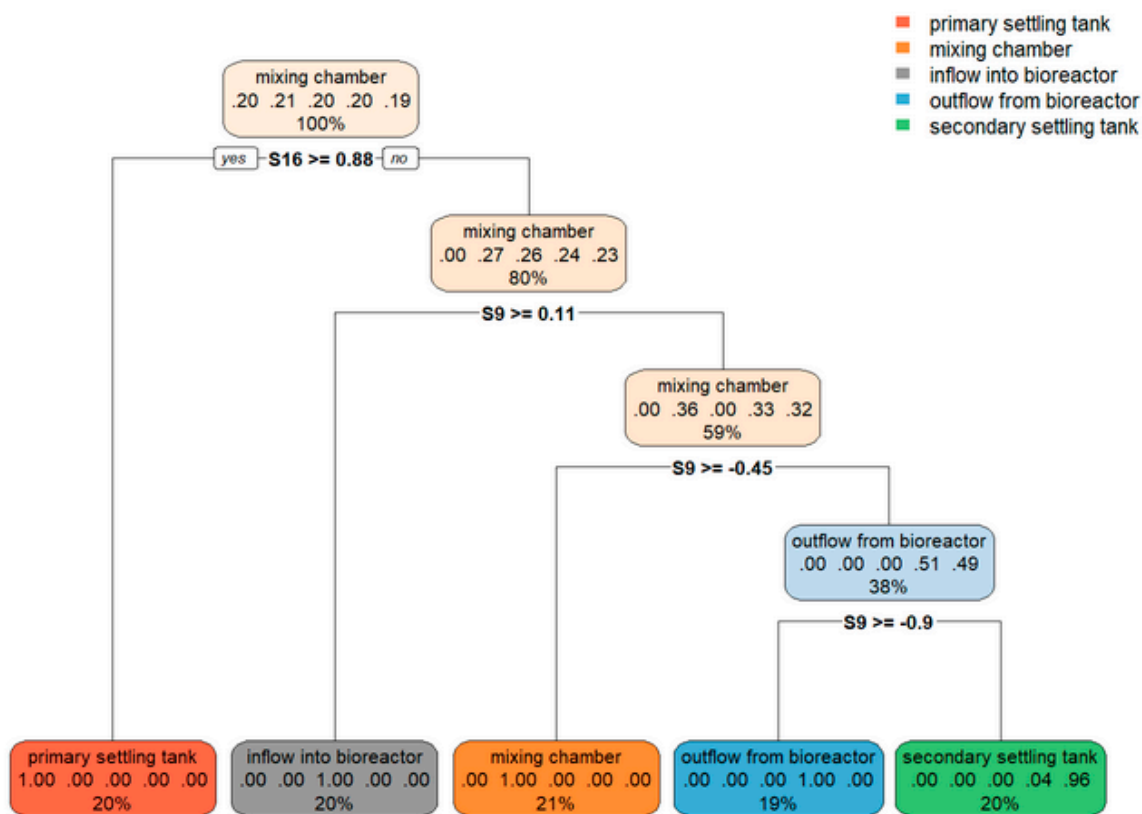 primary settling tank
mixing chamber
inflow into bioreactor
outflow from bioreactor
secondary settling tank
mixing chamber
.20 .21 .20 .20 .19
100%
yes S16 >= 0.88 no
mixing chamber
.00 .27 .26 .24 .23
80%
S9 >= 0.11
mixing chamber
.00 .36 .00 .33 .32
59%
S9 >= -0.45
outflow from bioreactor
.00 .00 .00 .51 .49
38%
S9 >= -0.9
primary settling tank
1.00 .00 .00 .00 .00
20%
inflow into bioreactor
.00 .00 1.00 .00 .00
20%
mixing chamber
.00 1.00 .00 .00 .00
21%
outflow from bioreactor
.00 .00 .00 1.00 .00
19%
secondary settling tank
.00 .00 .00 .04 .96
20%